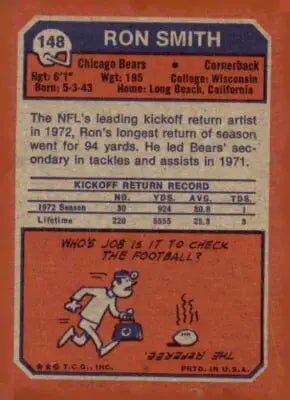 148 RON SMITH
Chicago Bears • Cornerback
Hgt: 6'1" Wgt: 195 College: Wisconsin
Born: 5-3-43 Home: Long Beach, California
The NFL's leading kickoff return artist
in 1972, Ron's longest return of season
went for 94 yards. He led Bears' sec-
ondary in tackles and assists in 1971.
KICKOFF RETURN RECORD
NO. YDS. AVG. TDS.
1972 Season 30 924 30.8 1
Lifetime 220 5555 25.3 3
WHO'S JOB IS IT TO CHECK
THE FOOTBALL?
THE REFEREE
★★© T.C.G., INC. PRTD. IN U.S.A.